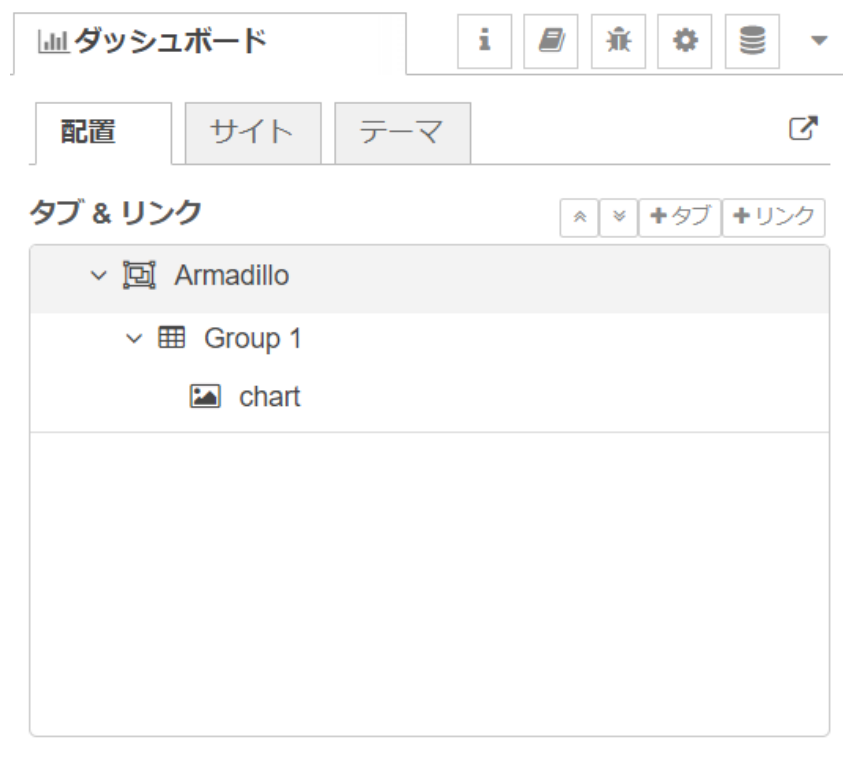 ダッシュボード
配置 サイト テーマ
タブ & リンク +タブ +リンク
Armadillo
Group 1
chart